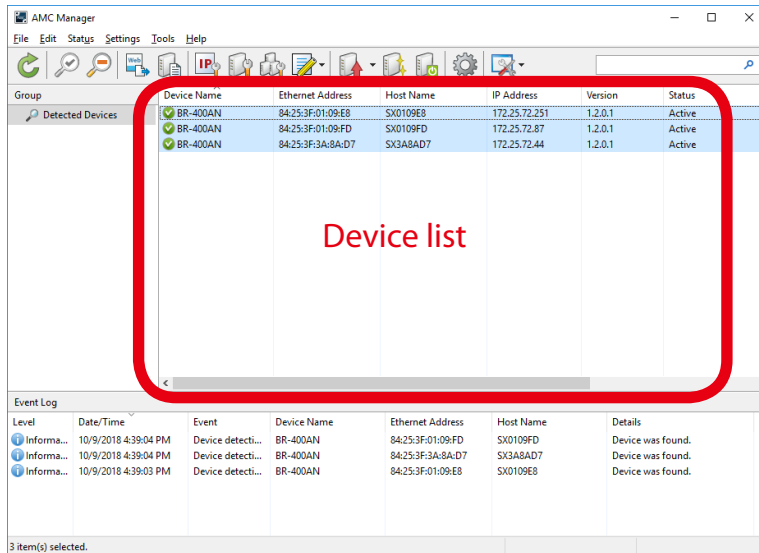 AMC Manager
File Edit Status Settings Tools Help
Web
IP
Group
Device Name Ethernet Address Host Name IP Address Version Status
Detected Devices
BR-400AN 84:25:3F:01:09:E8 SX0109E8 172.25.72.251 1.2.0.1 Active
BR-400AN 84:25:3F:01:09:FD SX0109FD 172.25.72.87 1.2.0.1 Active
BR-400AN 84:25:3F:3A:8A:D7 SX3A8AD7 172.25.72.44 1.2.0.1 Active
Device list
Event Log
Level Date/Time Event Device Name Ethernet Address Host Name Details
Informa... 10/9/2018 4:39:04 PM Device detecti... BR-400AN 84:25:3F:01:09:FD SX0109FD Device was found.
Informa... 10/9/2018 4:39:04 PM Device detecti... BR-400AN 84:25:3F:3A:8A:D7 SX3A8AD7 Device was found.
Informa... 10/9/2018 4:39:03 PM Device detecti... BR-400AN 84:25:3F:01:09:E8 SX0109E8 Device was found.
3 item(s) selected.